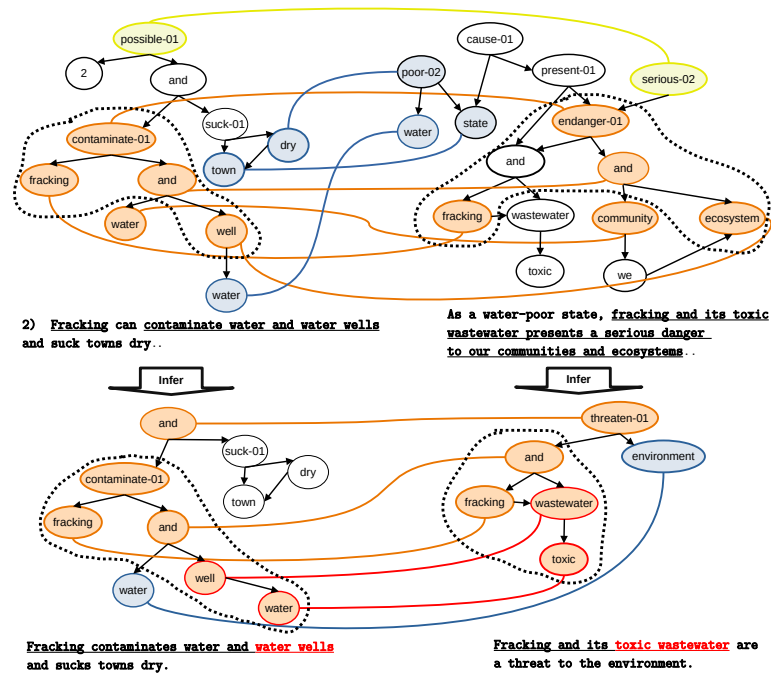 possible-01
cause-01
2
and
poor-02
present-01
serious-02
suck-01
endanger-01
contaminate-01
dry
water
state
fracking
and
town
and
and
water
well
fracking
wastewater
community
ecosystem
toxic
we
water
2) Fracking can contaminate water and water wells
and suck towns dry..
As a water-poor state, fracking and its toxic
wastewater presents a serious danger
to our communities and ecosystems..
Infer
Infer
and
threaten-01
suck-01
and
environment
contaminate-01
dry
town
fracking
wastewater
fracking
and
well
toxic
water
water
Fracking contaminates water and water wells
and sucks towns dry.
Fracking and its toxic wastewater are
a threat to the environment.